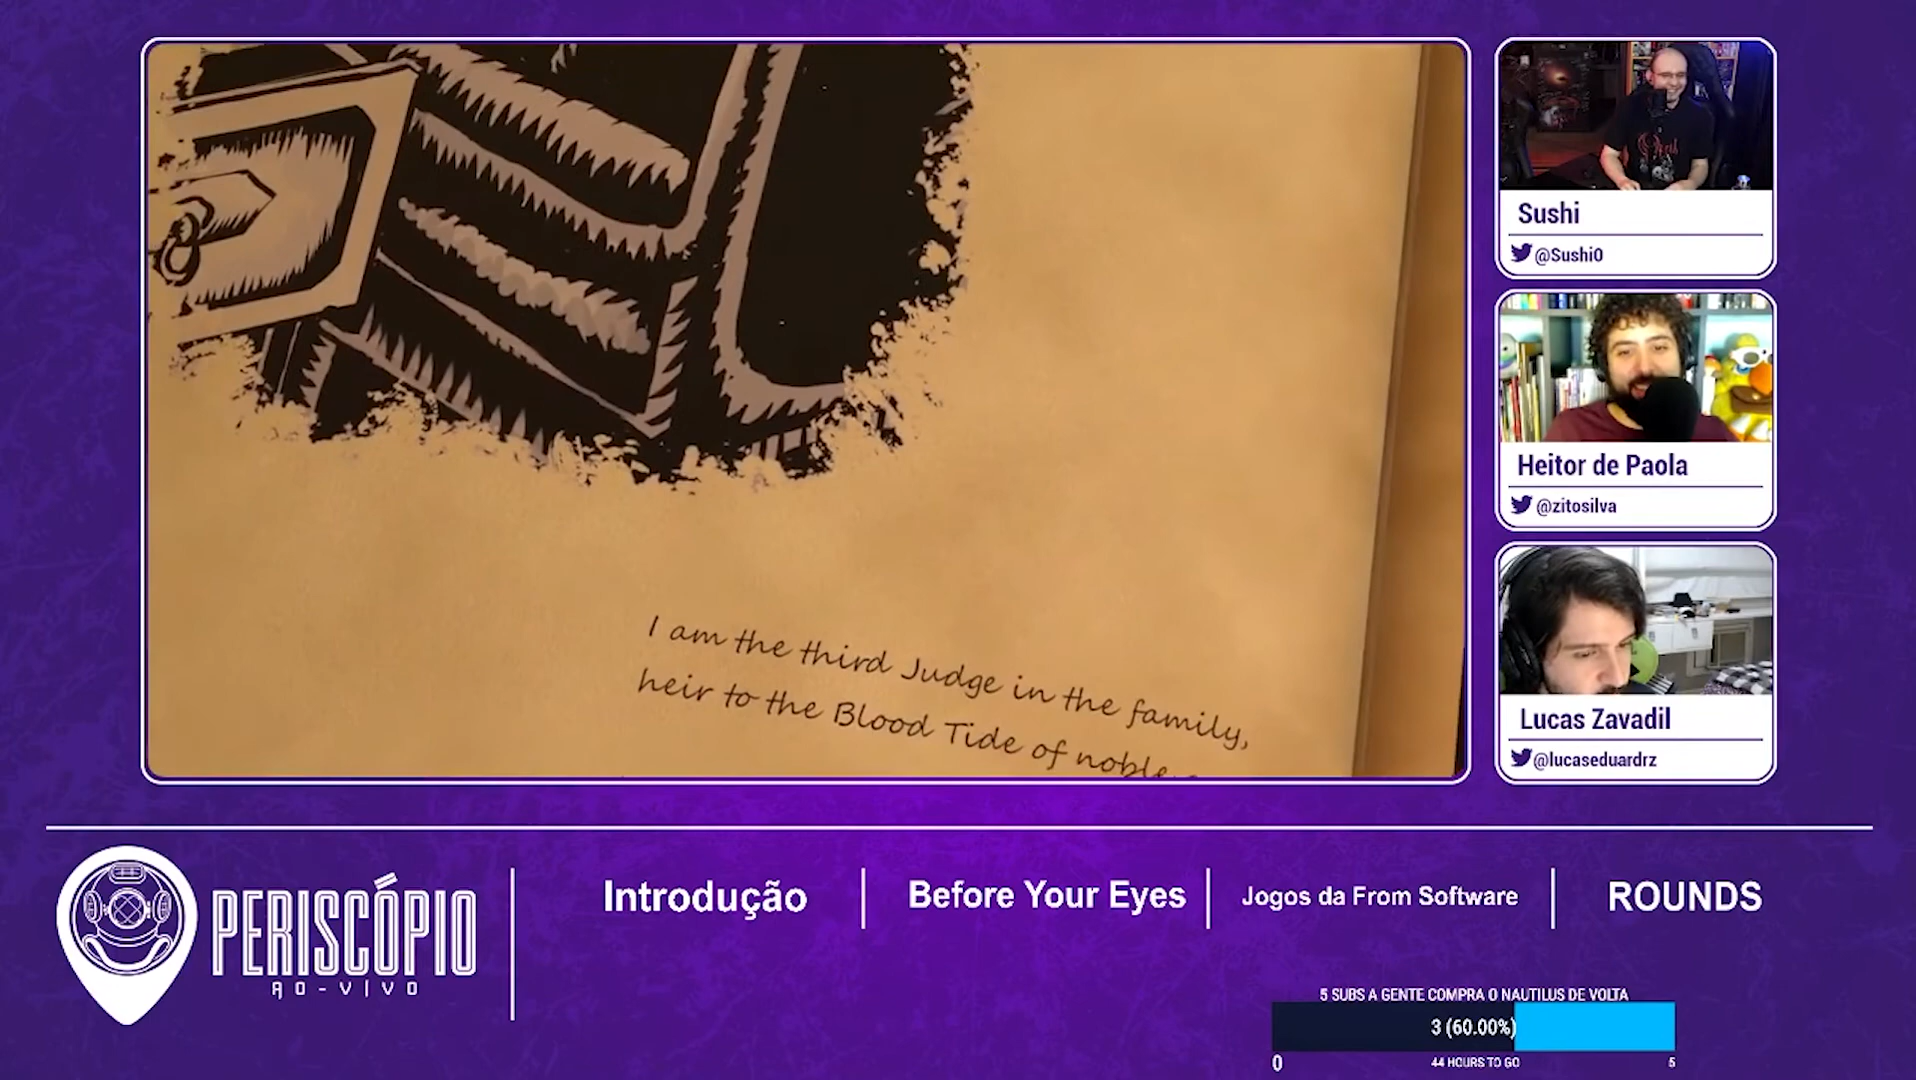 I am the third Judge in the family,
heir to the Blood Tide of noble
Sushi
@Sushi0
Heitor de Paola
@zitosilva
Lucas Zavadil
@lucaseduardrz
PERISCÓPIO
AO-VIVO
Introdução
Before Your Eyes
Jogos da From Software
ROUNDS
5 SUBS A GENTE COMPRA O NAUTILUS DE VOLTA
3 (60.00%)
0
44 HOURS TO GO
5